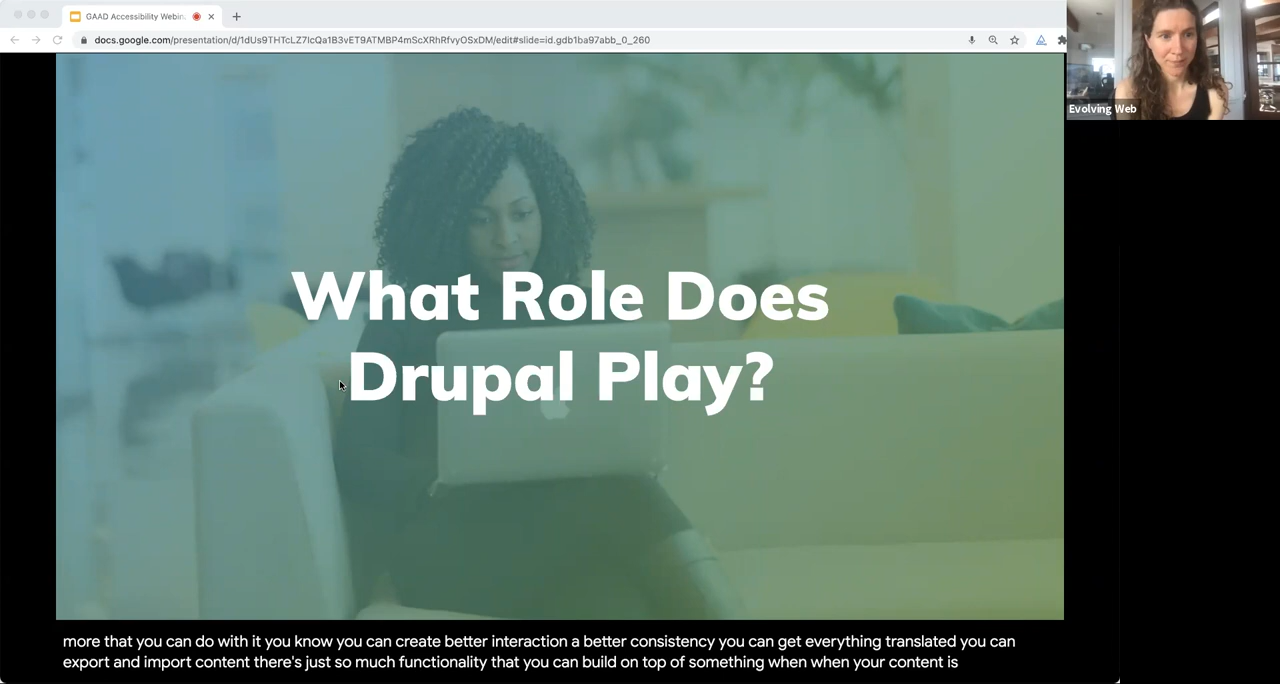 GAAD Accessibility Webin
docs.google.com/presentation/d/1dUs9THTcLZ7IcQa1B3vET9ATMBP4mScXRhRfvyOSxDM/edit#slide=id.gdb1ba97abb_0_260
Evolving Web
What Role Does
Drupal Play?
more that you can do with it you know you can create better interaction a better consistency you can get everything translated you can
export and import content there's just so much functionality that you can build on top of something when when your content is